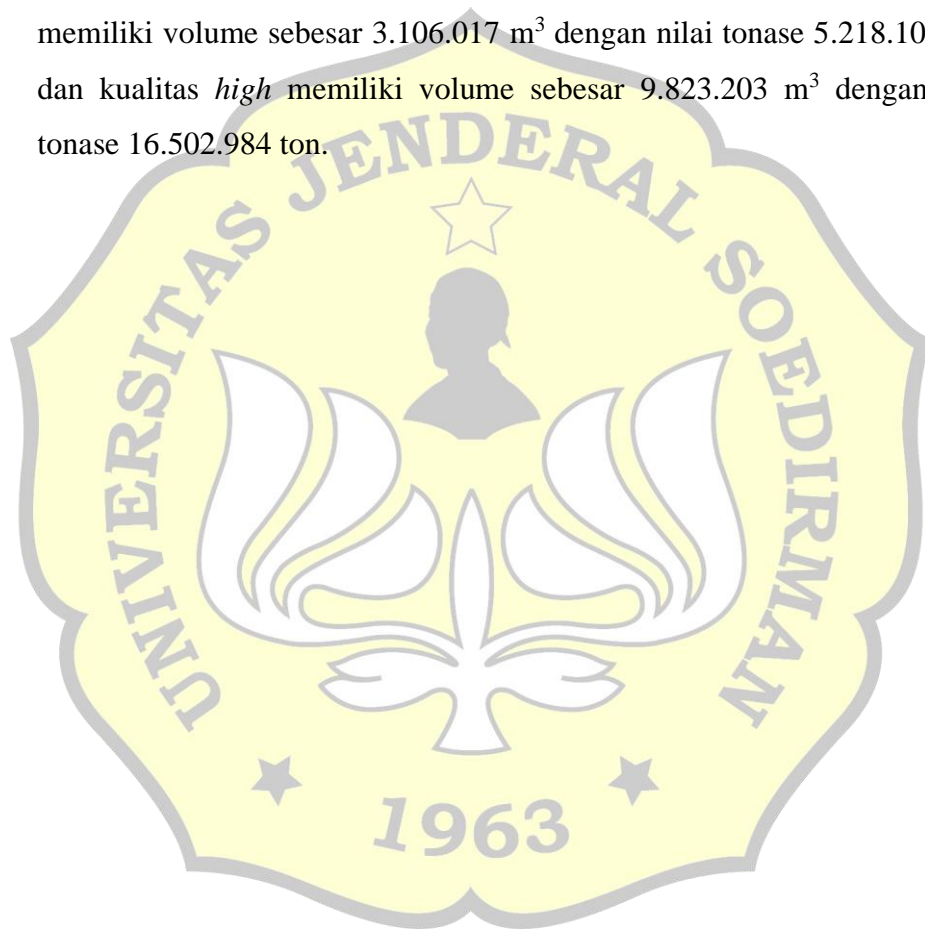 memiliki volume sebesar 3.106.017 m³ dengan nilai tonase 5.218.10
dan kualitas high memiliki volume sebesar 9.823.203 m³ dengan
tonase 16.502.984 ton.
UNIVERSITAS JENDERAL SOEDIRMAN
1963